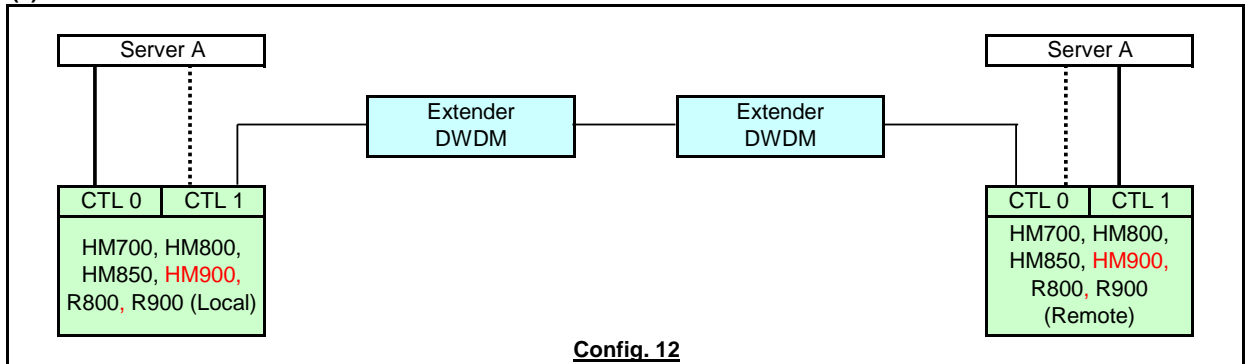 Server A
Server A
Extender
DWDM
Extender
DWDM
CTL 0
CTL 1
CTL 0
CTL 1
HM700, HM800,
HM850, HM900,
R800, R900 (Local)
HM700, HM800,
HM850, HM900,
R800, R900
(Remote)
Config. 12